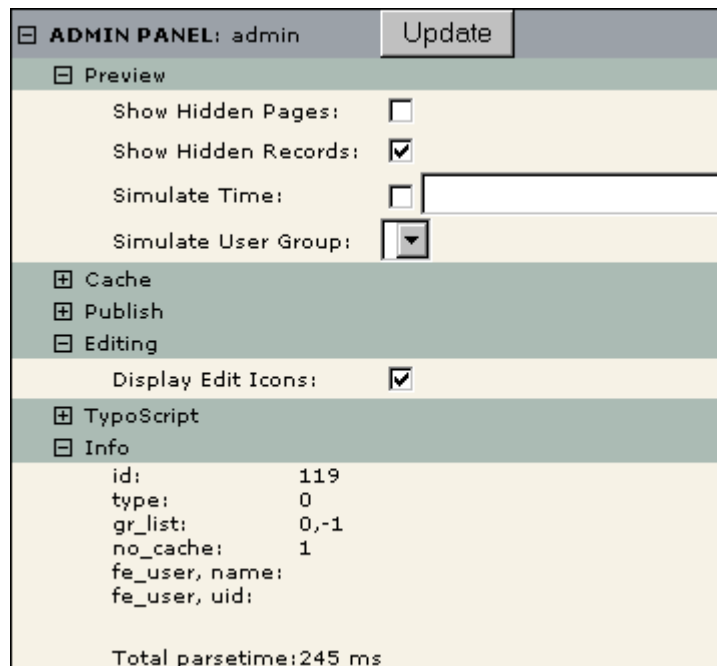 ADMIN PANEL: admin Update
Preview
Show Hidden Pages:
Show Hidden Records:
Simulate Time:
Simulate User Group:
Cache
Publish
Editing
Display Edit Icons:
TypoScript
Info
id: 119
type: 0
gr_list: 0,-1
no_cache: 1
fe_user, name:
fe_user, uid:
Total parsetime:245 ms